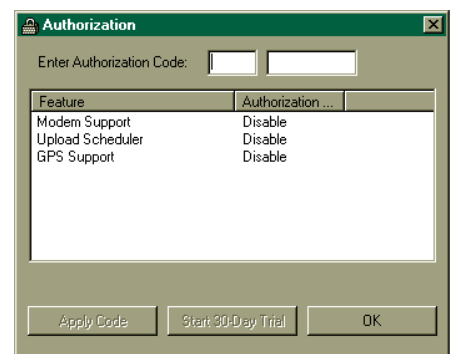 Authorization
Enter Authorization Code:
Feature Authorization ...
Modem Support Disable
Upload Scheduler Disable
GPS Support Disable
Apply Code Start 30-Day Trial OK